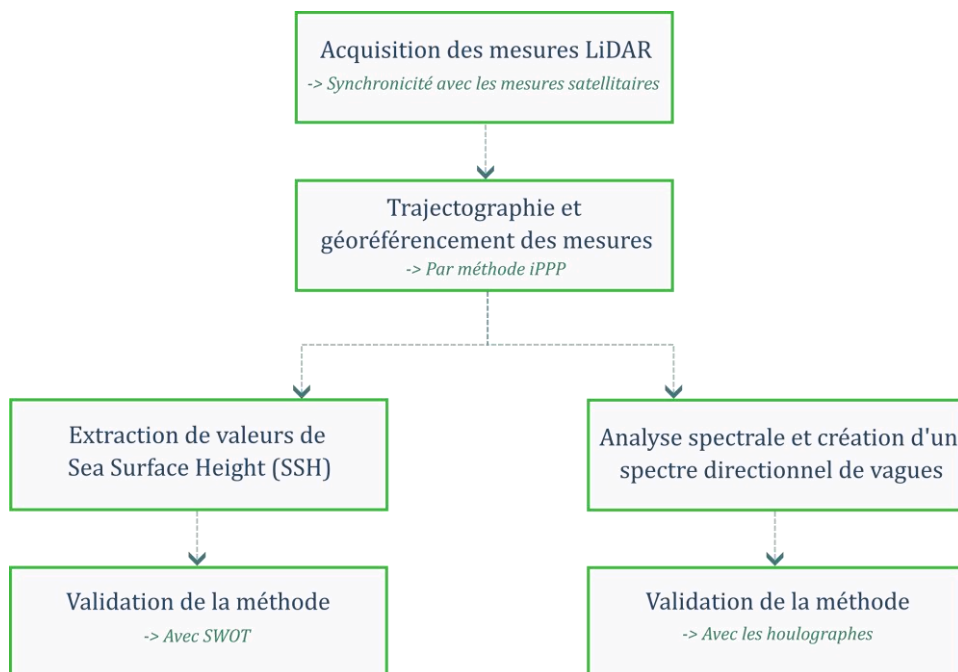 Acquisition des mesures LiDAR
-> Synchronicité avec les mesures satellitaires
Trajectographie et
géoréférencement des mesures
-> Par méthode iPPP
Extraction de valeurs de
Sea Surface Height (SSH)
Analyse spectrale et création d'un
spectre directionnel de vagues
Validation de la méthode
-> Avec SWOT
Validation de la méthode
-> Avec les houlographes